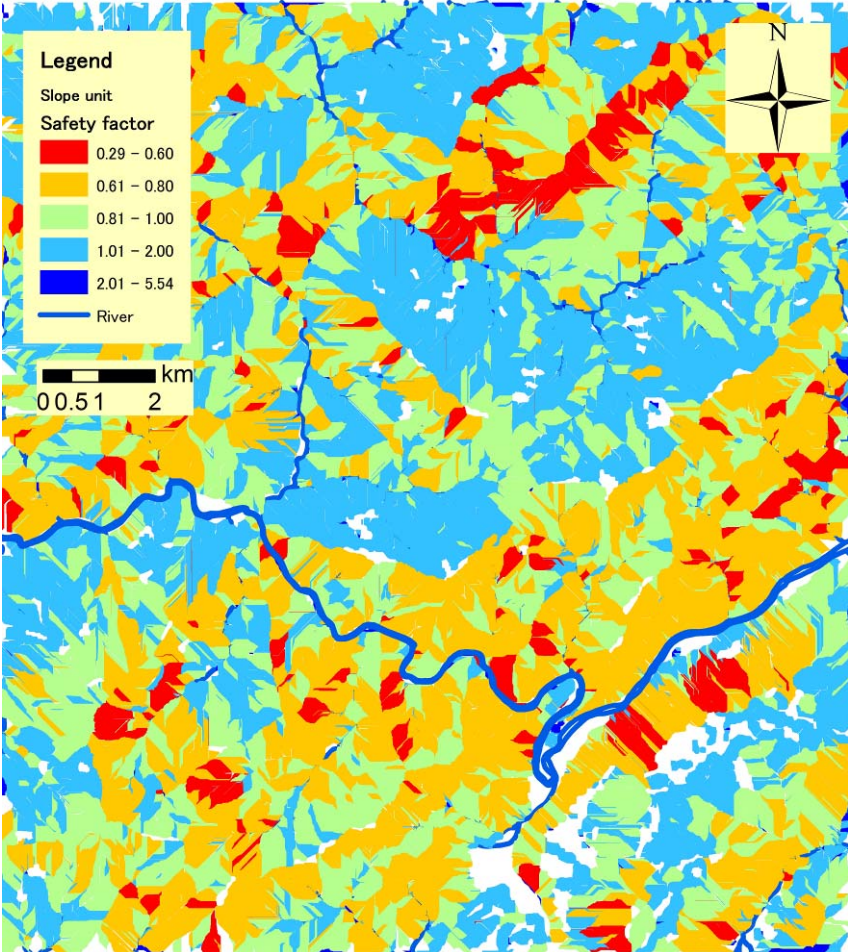 Legend
Slope unit
Safety factor
0.29 - 0.60
0.61 - 0.80
0.81 - 1.00
1.01 - 2.00
2.01 - 5.54
River
N
km
0 0.5 1 2